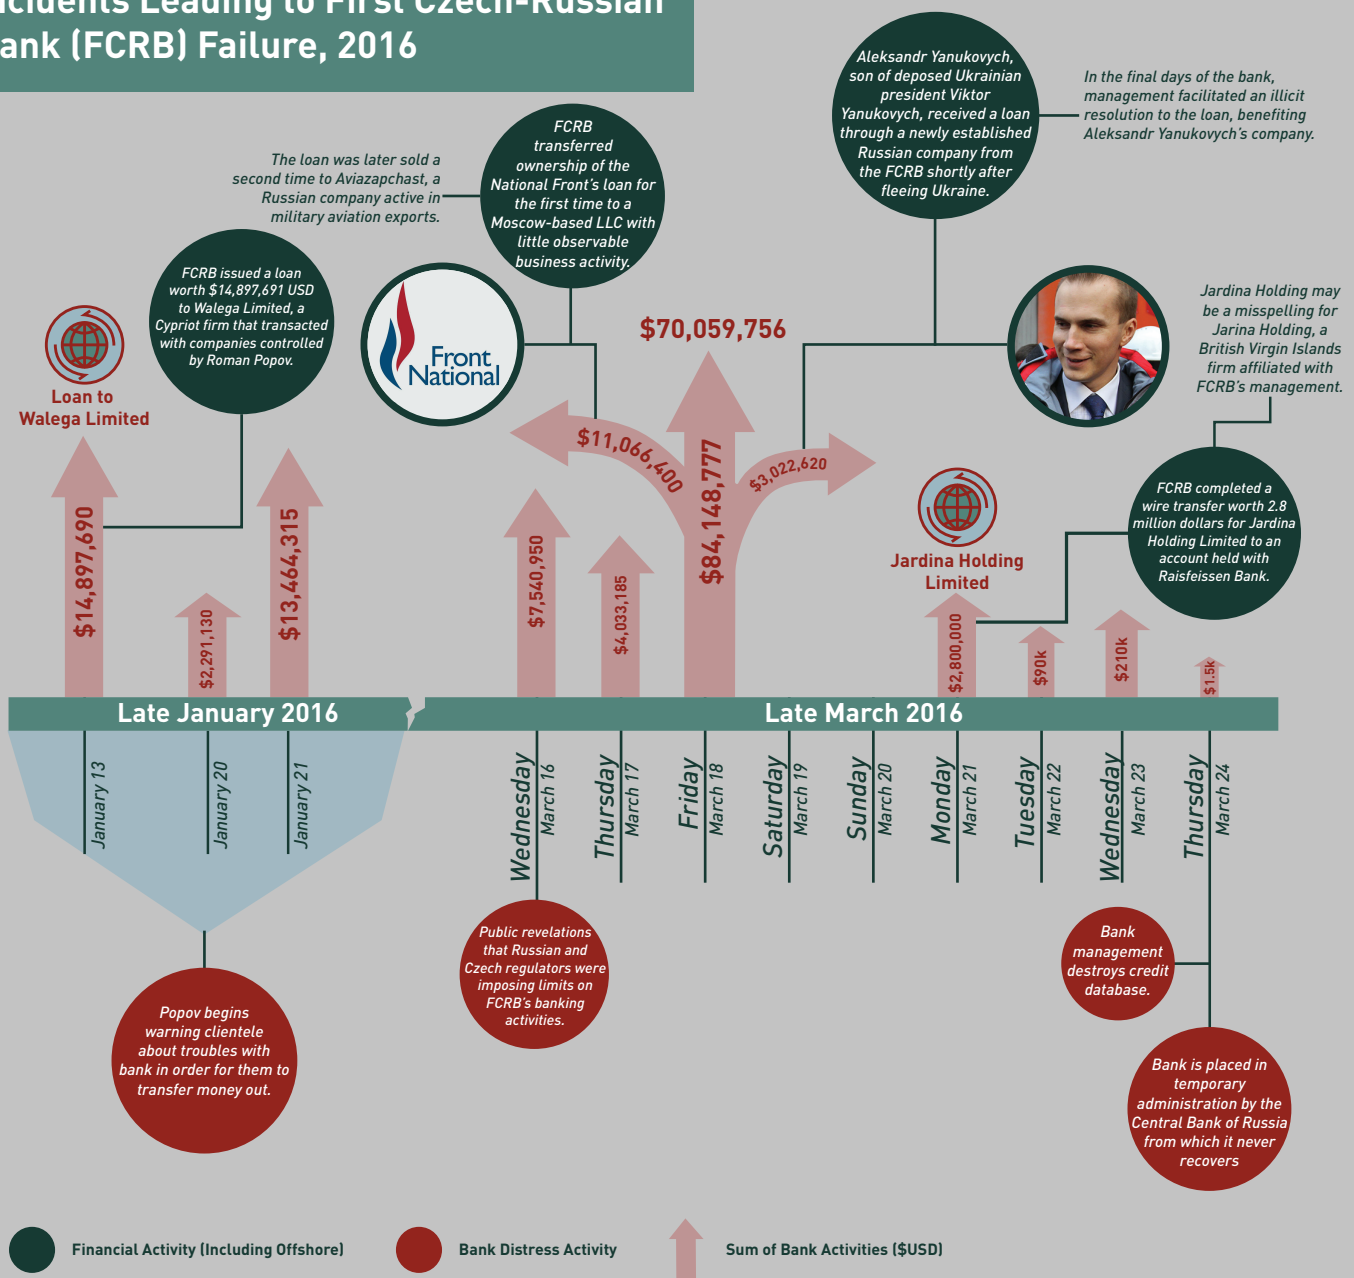 cidents Leading to First Czech-Russian
ank (FCRB) Failure, 2016
Aleksandr Yanukovych,
son of deposed Ukrainian
president Viktor
Yanukovych, received a loan
through a newly established
Russian company from
the FCRB shortly after
fleeing Ukraine.
In the final days of the bank,
management facilitated an illicit
resolution to the loan, benefiting
Aleksandr Yanukovych's company.
FCRB
transferred
ownership of the
National Front's loan for
the first time to a
Moscow-based LLC with
little observable
business activity.
The loan was later sold a
second time to Aviazapchast, a
Russian company active in
military aviation exports.
FCRB issued a loan
worth $14,897,691 USD
to Walega Limited, a
Cypriot firm that transacted
with companies controlled
by Roman Popov.
Loan to
Walega Limited
Front
National
$70,059,756
Jardina Holding may
be a misspelling for
Jarina Holding, a
British Virgin Islands
firm affiliated with
FCRB's management.
FCRB completed a
wire transfer worth 2.8
million dollars for Jardina
Holding Limited to an
account held with
Raisfeissen Bank.
Jardina Holding
Limited
$14,897,690
$2,291,130
$13,464,315
$7,540,950
$4,033,185
$11,066,400
$84,148,777
$3,022,620
$2,800,000
$90k
$210k
$1.5k
Late January 2016
Late March 2016
January 13
January 20
January 21
Wednesday
March 16
Thursday
March 17
Friday
March 18
Saturday
March 19
Sunday
March 20
Monday
March 21
Tuesday
March 22
Wednesday
March 23
Thursday
March 24
Popov begins
warning clientele
about troubles with
bank in order for them to
transfer money out.
Public revelations
that Russian and
Czech regulators were
imposing limits on
FCRB's banking
activities.
Bank
management
destroys credit
database.
Bank is placed in
temporary
administration by the
Central Bank of Russia
from which it never
recovers
Financial Activity (Including Offshore)
Bank Distress Activity
Sum of Bank Activities ($USD)